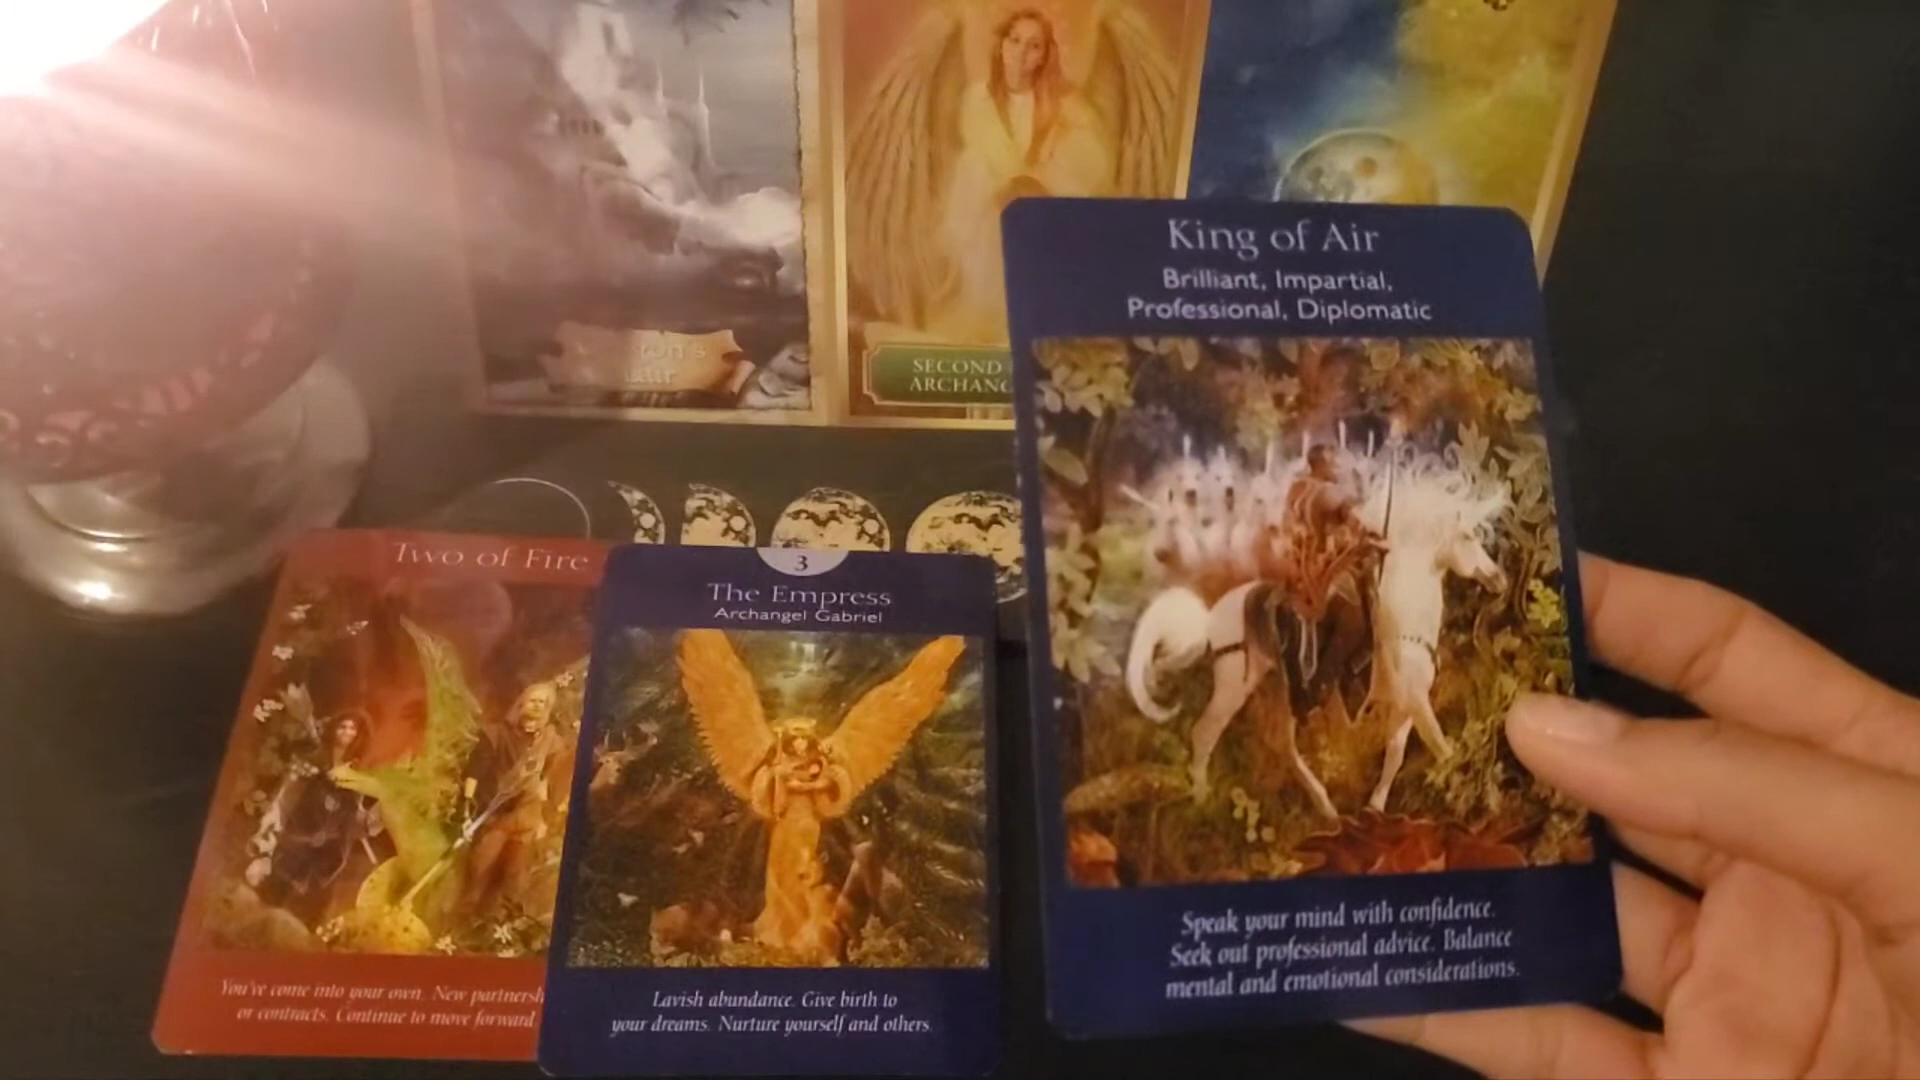 SECOND
King of Air
Brilliant, Impartial,
Professional, Diplomatic
Speak your mind with confidence.
Seek out professional advice. Balance
mental and emotional considerations.
Two of Fire
You've come into your own. New partnersh
or contracts. Continue to move forward
3
The Empress
Archangel Gabriel
Lavish abundance. Give birth to
your dreams. Nurture yourself and others.